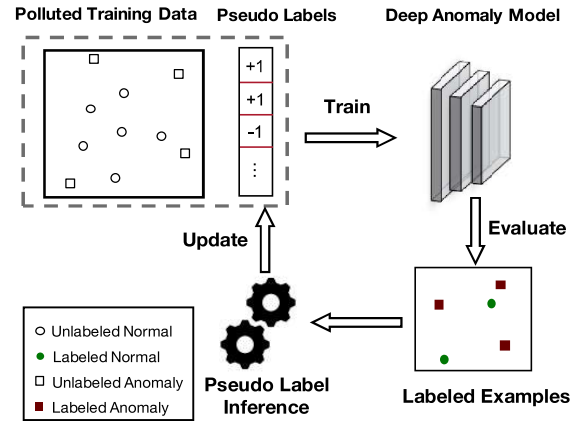 Polluted Training Data
Pseudo Labels
Deep Anomaly Model
+1
+1
-1
⋮
Train
Update
Evaluate
Unlabeled Normal
Labeled Normal
Unlabeled Anomaly
Labeled Anomaly
Pseudo Label
Inference
Labeled Examples